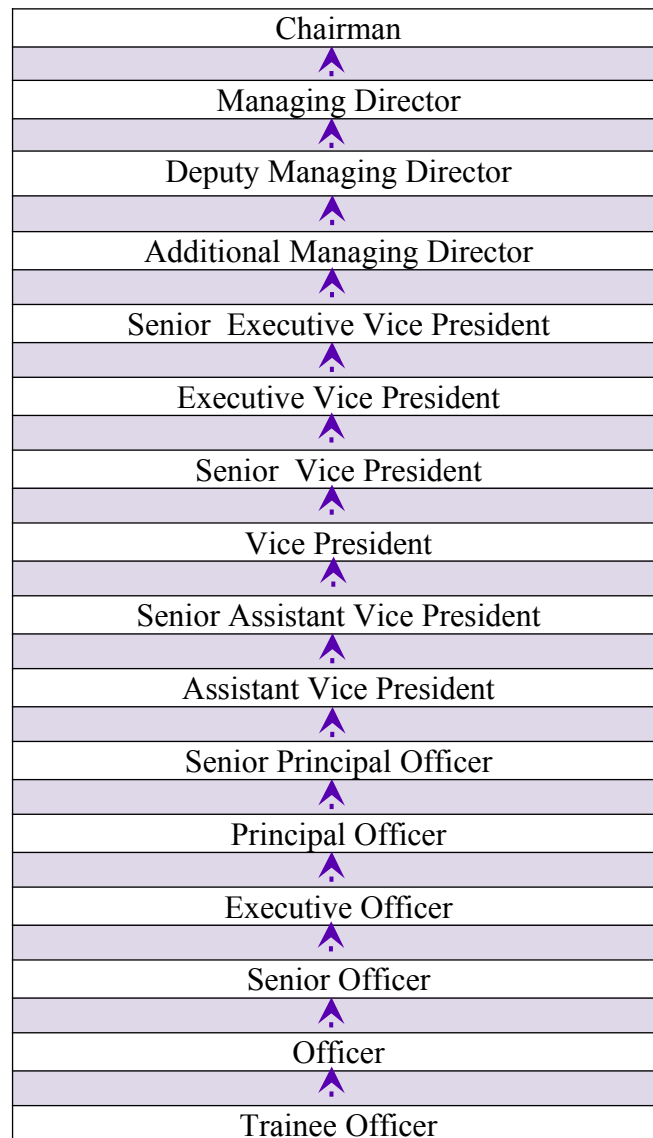 Chairman
Managing Director
Deputy Managing Director
Additional Managing Director
Senior  Executive Vice President
Executive Vice President
Senior  Vice President
Vice President
Senior Assistant Vice President
Assistant Vice President
Senior Principal Officer
Principal Officer
Executive Officer
Senior Officer
Officer
Trainee Officer